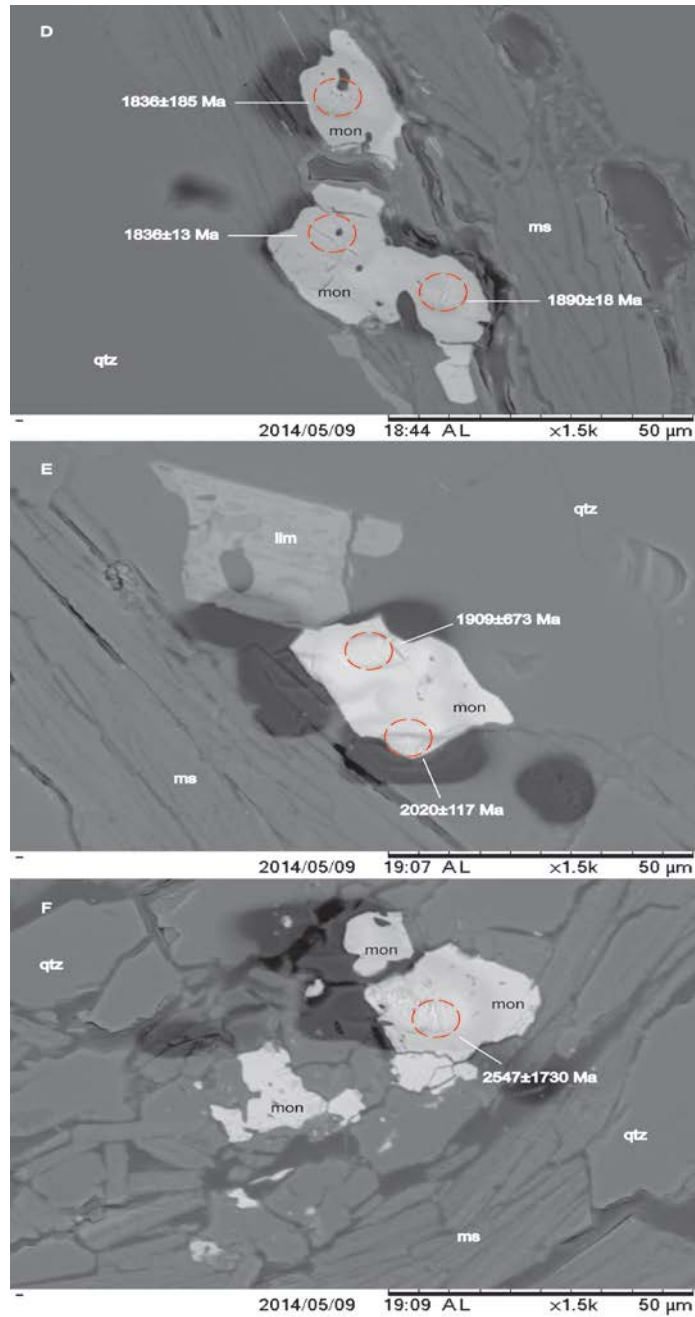 D
1836±185 Ma
mon
1836±13 Ma
ms
mon
1890±18 Ma
qtz
2014/05/09 18:44 AL ×1.5k 50 µm
E
qtz
Ilm
1909±673 Ma
mon
ms
2020±117 Ma
2014/05/09 19:07 AL ×1.5k 50 µm
F
mon
qtz
mon
2547±1730 Ma
mon
qtz
ms
2014/05/09 19:09 AL ×1.5k 50 µm